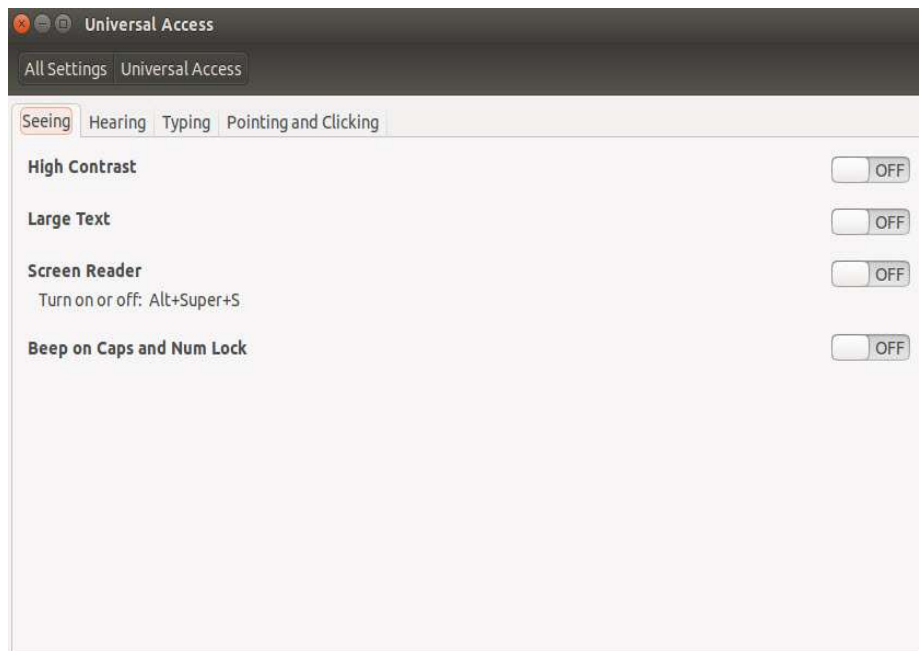 Universal Access
All Settings Universal Access
Seeing Hearing Typing Pointing and Clicking
High Contrast OFF
Large Text OFF
Screen Reader OFF
Turn on or off: Alt+Super+S
Beep on Caps and Num Lock OFF